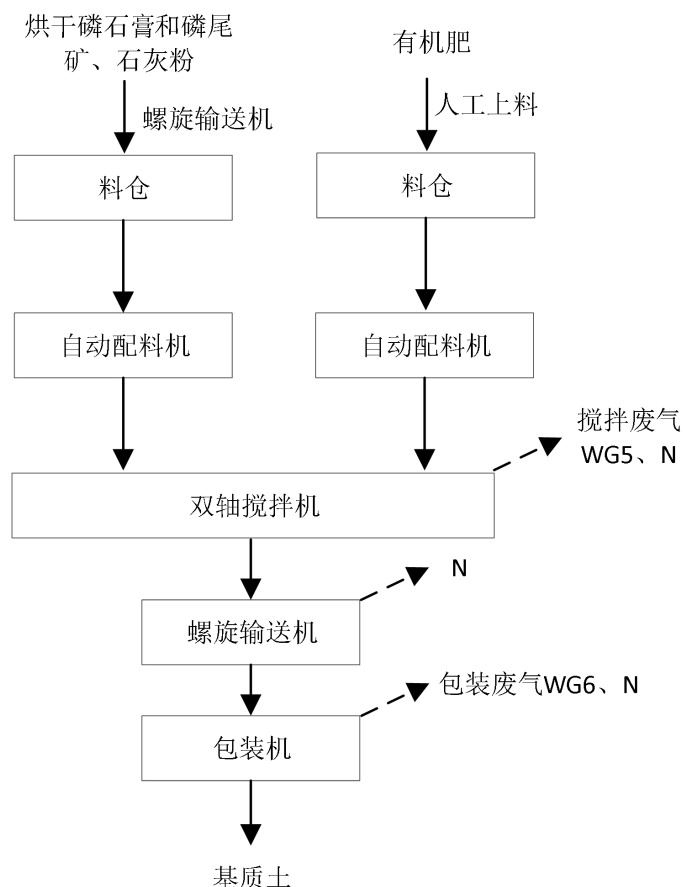 烘干磷石膏和磷尾
矿、石灰粉
有机肥
螺旋输送机
人工上料
料仓
料仓
自动配料机
自动配料机
搅拌废气
WG5、N
双轴搅拌机
N
螺旋输送机
包装废气WG6、N
包装机
基质土